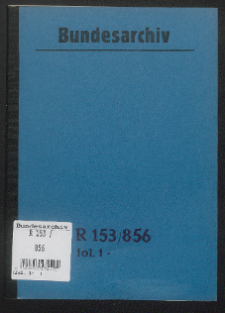 Bundesarchiv
Bundesarchiv
R 153 /
856
R 153/856
fol. 1 -